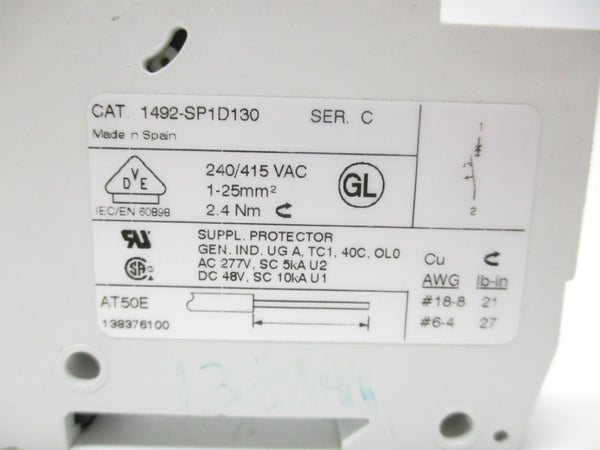 CAT. 1492-SP1D130 SER. C
Made in Spain
1
2
VDE
IEC/EN 60898
240/415 VAC
1-25mm²
2.4 Nm
GL
SUPPL. PROTECTOR
GEN. IND. UG A, TC1, 40C, OL0
AC 277V, SC 5kA U2
DC 48V, SC 10kA U1
Cu
AWG lb-in
#18-8 21
#6-4 27
AT50E
138376100